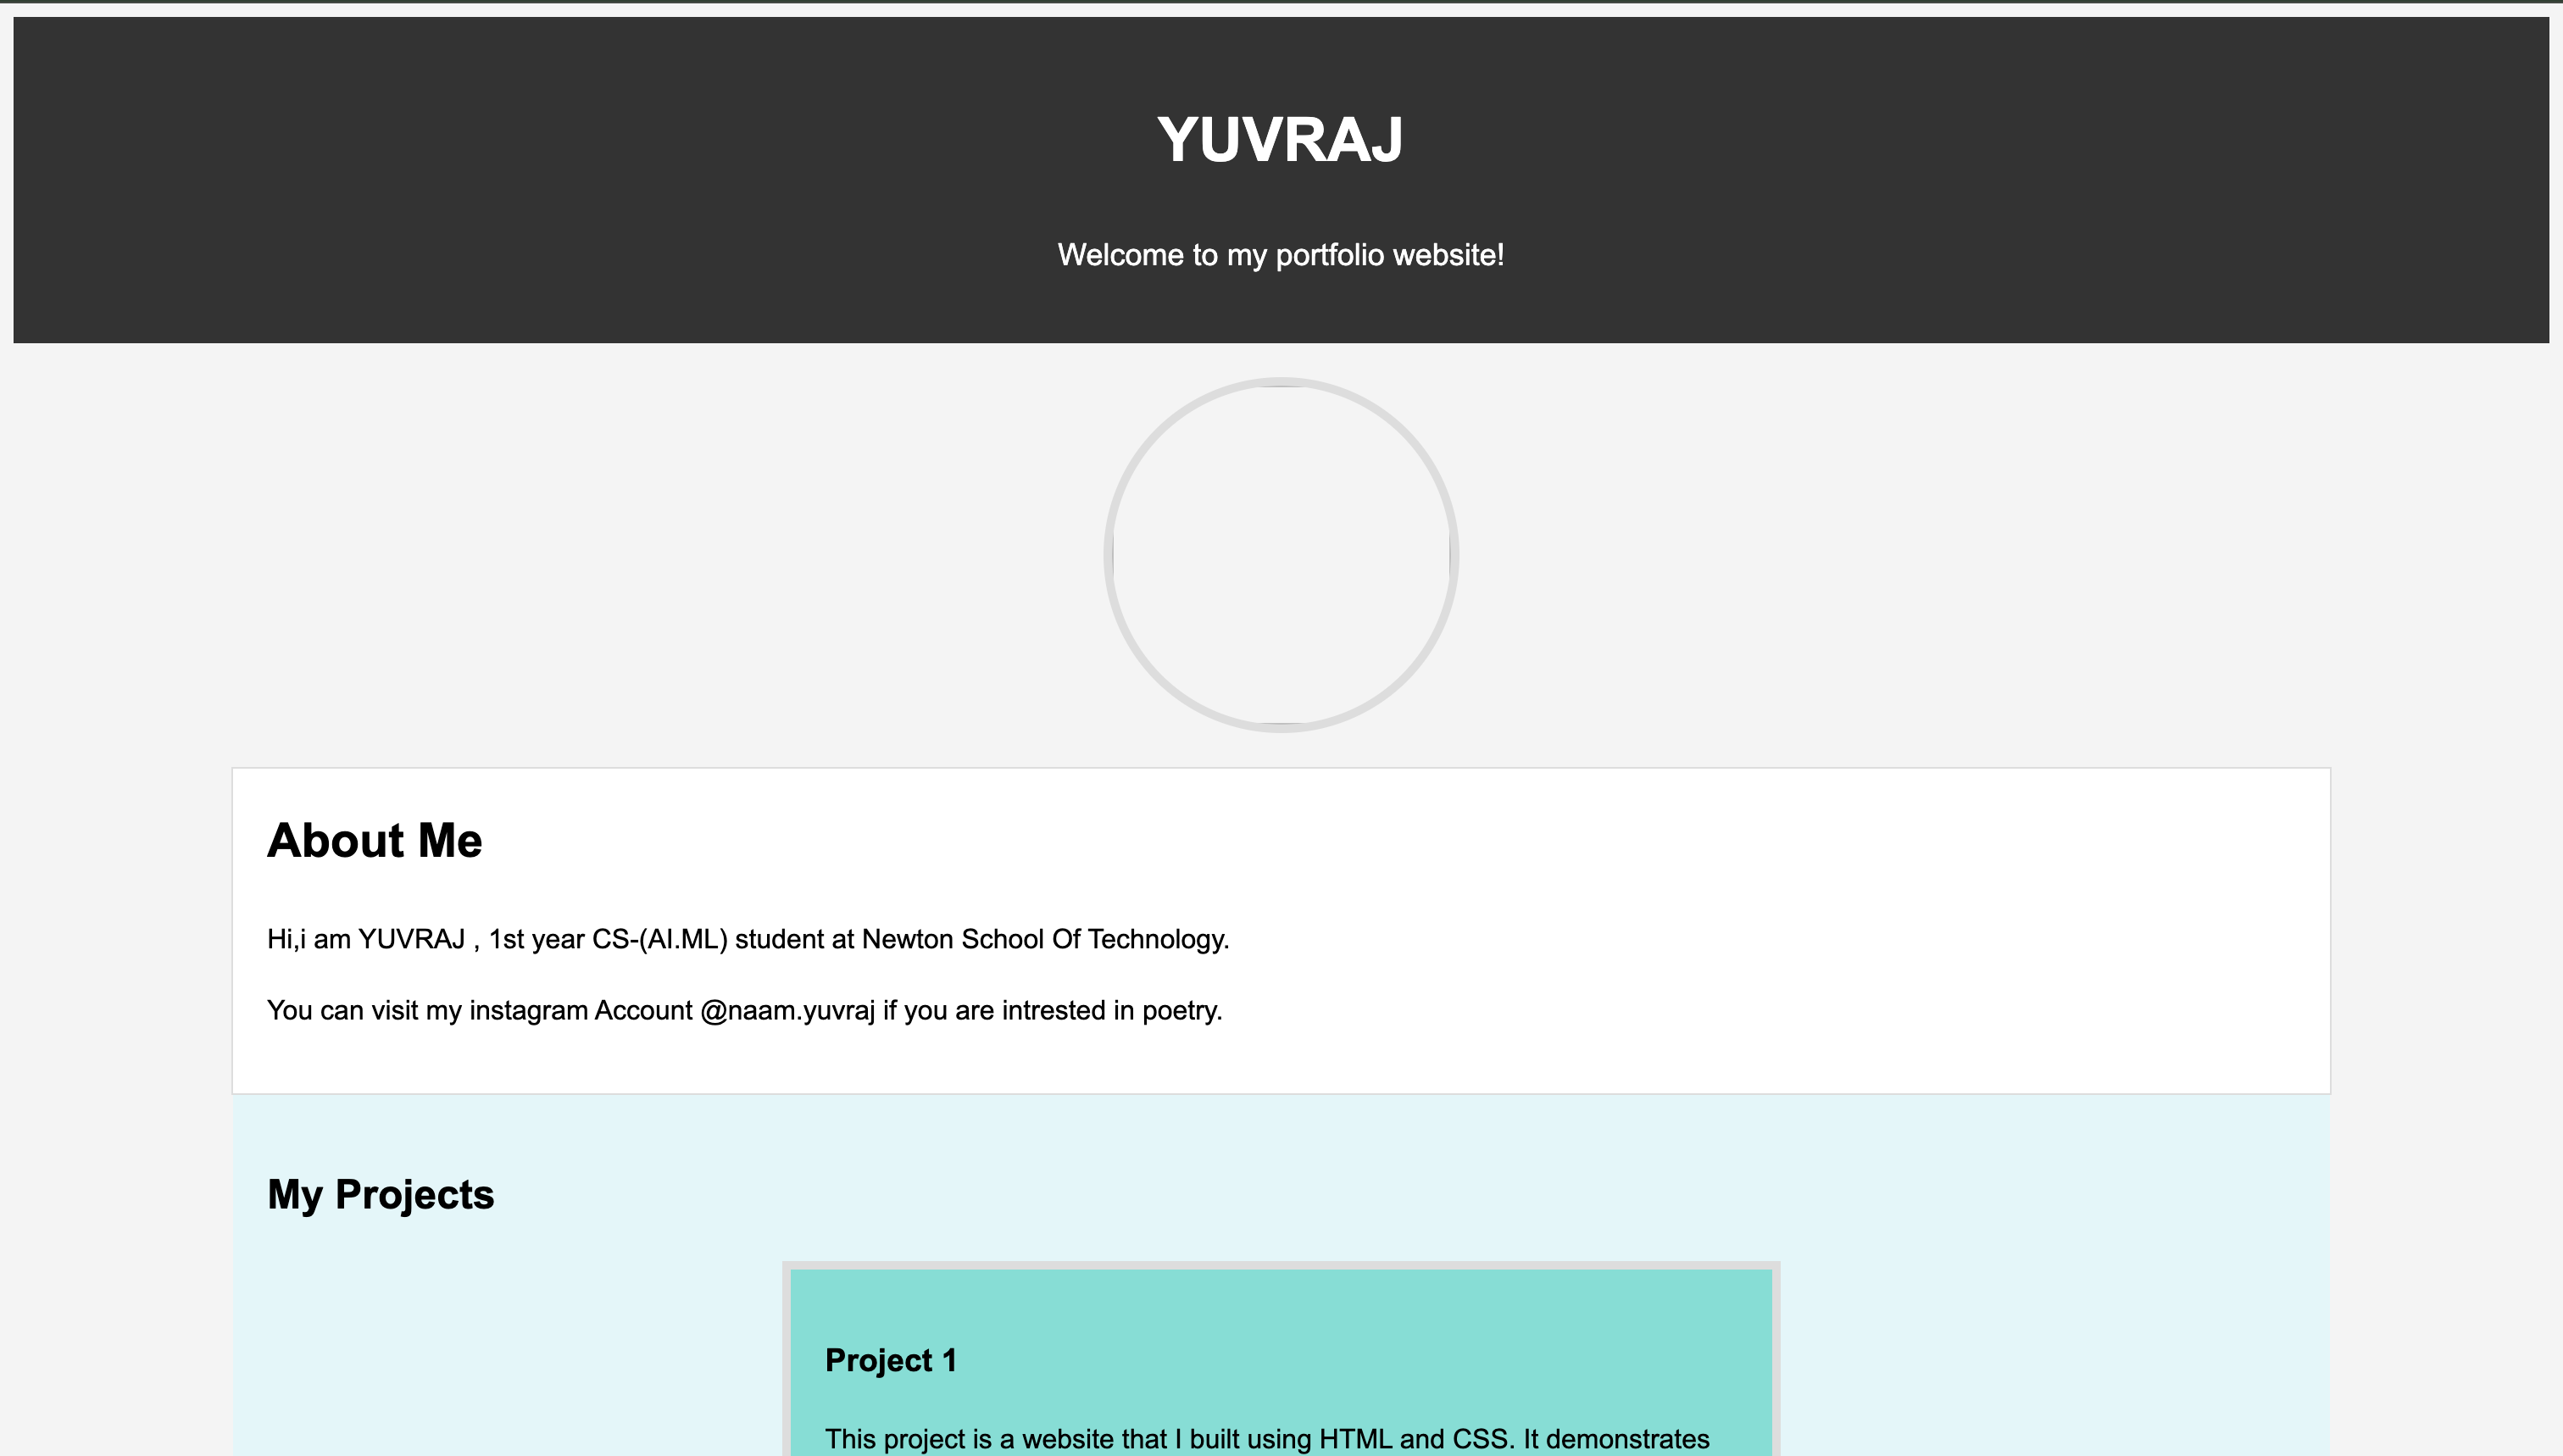 YUVRAJ
Welcome to my portfolio website!
About Me
Hi,i am YUVRAJ , 1st year CS-(AI.ML) student at Newton School Of Technology.
You can visit my instagram Account @naam.yuvraj if you are intrested in poetry.
My Projects
Project 1
This project is a website that I built using HTML and CSS. It demonstrates